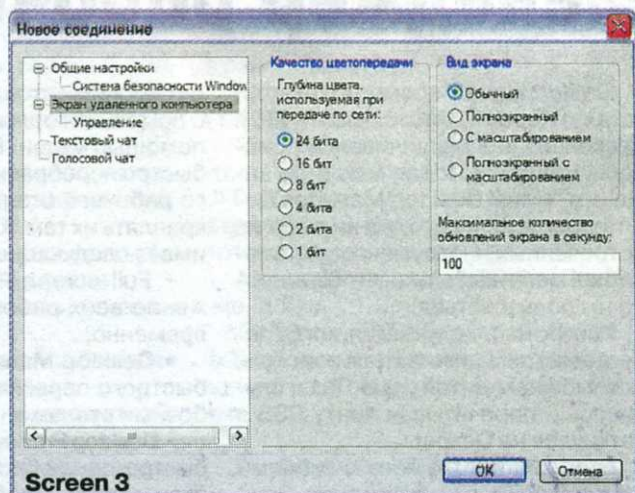 Новое соединение
Общие настройки
Система безопасности Window
Экран удаленного компьютера
Управление
Текстовый чат
Голосовой чат
Качество цветопередачи
Глубина цвета,
используемая при
передаче по сети:
24 бита
16 бит
8 бит
4 бита
2 бита
1 бит
Вид экрана
Обычный
Полноэкранный
С масштабированием
Полноэкранный с
масштабированием
Максимальное количество
обновлений экрана в секунду:
100
OK
Отмена
Screen 3